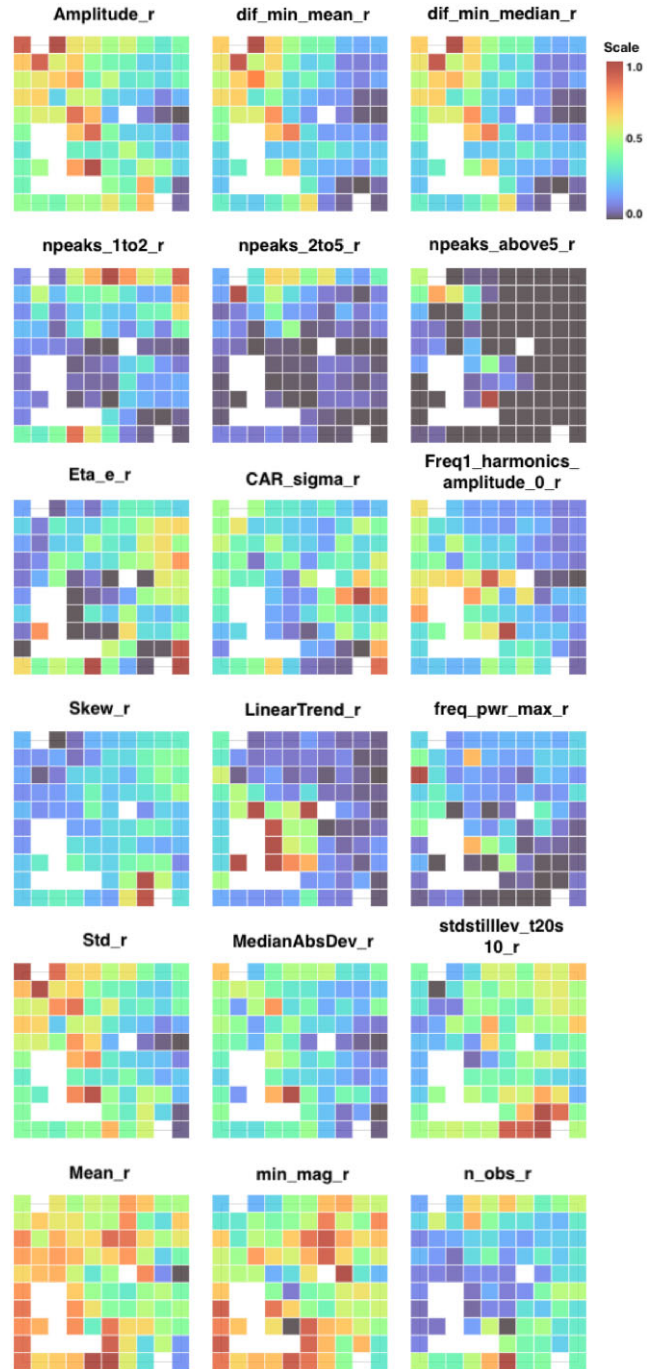 Amplitude_r
dif_min_mean_r
dif_min_median_r
Scale
1.0
0.5
0.0
npeaks_1to2_r
npeaks_2to5_r
npeaks_above5_r
Eta_e_r
CAR_sigma_r
Freq1_harmonics_
amplitude_0_r
Skew_r
LinearTrend_r
freq_pwr_max_r
Std_r
MedianAbsDev_r
stdstilllev_t20s
10_r
Mean_r
min_mag_r
n_obs_r